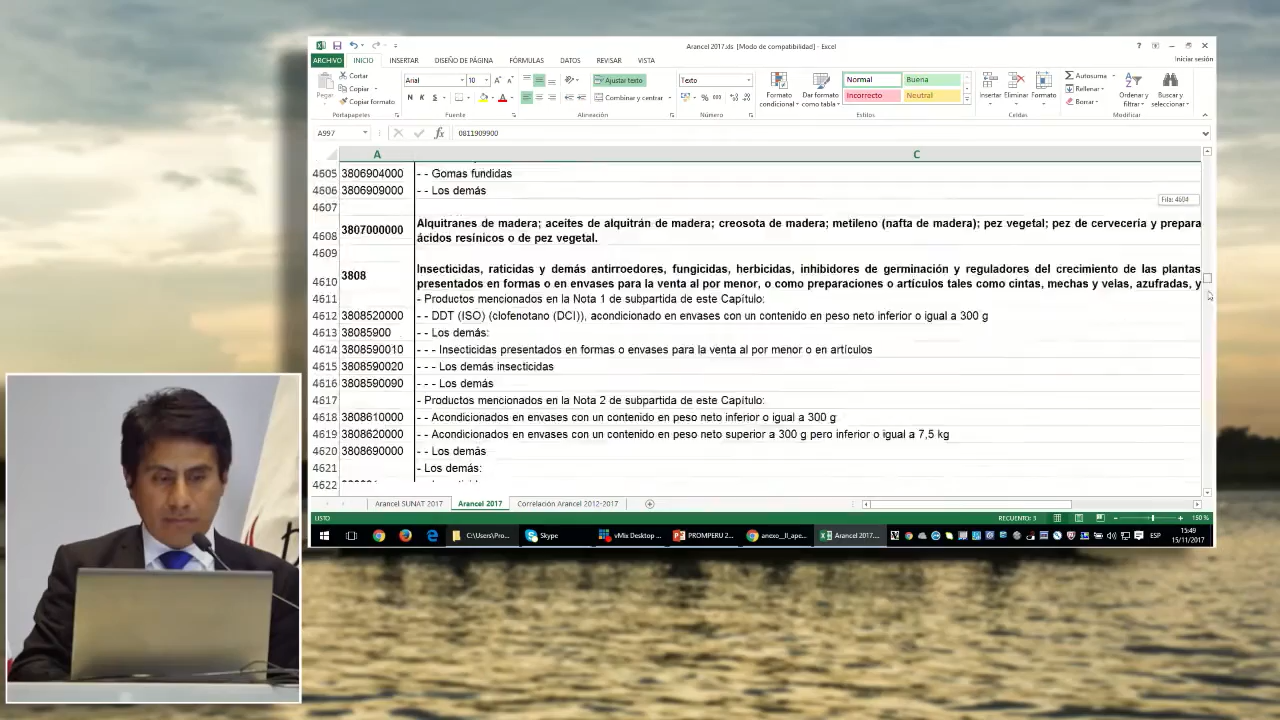 Arancel 2017.xls [Modo de compatibilidad] - Excel
ARCHIVO INICIO INSERTAR DISEÑO DE PÁGINA FÓRMULAS DATOS REVISAR VISTA Iniciar sesión
Pegar
Cortar
Copiar
Copiar formato
Portapapeles
Arial 10
N K S
Fuente
Ajustar texto
Combinar y centrar
Alineación
Texto
% 000
Número
Formato condicional
Dar formato como tabla
Normal Buena
Incorrecto Neutral
Estilos
Insertar Eliminar Formato
Celdas
Autosuma
Rellenar
Borrar
Ordenar y filtrar
Buscar y seleccionar
Modificar
A997 fx 0811909900
A C
4605 3806904000 - - Gomas fundidas
4606 3806909000 - - Los demás
Fila: 4604
4607
4608 3807000000 Alquitranes de madera; aceites de alquitrán de madera; creosota de madera; metileno (nafta de madera); pez vegetal; pez de cervecería y prepara
ácidos resínicos o de pez vegetal.
4609
4610 3808 Insecticidas, raticidas y demás antirroedores, fungicidas, herbicidas, inhibidores de germinación y reguladores del crecimiento de las plantas
presentados en formas o en envases para la venta al por menor, o como preparaciones o artículos tales como cintas, mechas y velas, azufradas, y
4611 - Productos mencionados en la Nota 1 de subpartida de este Capítulo:
4612 3808520000 - - DDT (ISO) (clofenotano (DCI)), acondicionado en envases con un contenido en peso neto inferior o igual a 300 g
4613 38085900 - - Los demás:
4614 3808590010 - - - Insecticidas presentados en formas o envases para la venta al por menor o en artículos
4615 3808590020 - - - Los demás insecticidas
4616 3808590090 - - - Los demás
4617 - Productos mencionados en la Nota 2 de subpartida de este Capítulo:
4618 3808610000 - - Acondicionados en envases con un contenido en peso neto inferior o igual a 300 g
4619 3808620000 - - Acondicionados en envases con un contenido en peso neto superior a 300 g pero inferior o igual a 7,5 kg
4620 3808690000 - - Los demás
4621 - Los demás:
4622
Arancel SUNAT 2017 Arancel 2017 Correlación Arancel 2012-2017
LISTO RECUENTO: 3 150 %
C:\Users\Pro... Skype vMix Desktop ... PROMPERU 2... anexo_II_ape... Arancel 2017.... ESP 15:49
15/11/2017